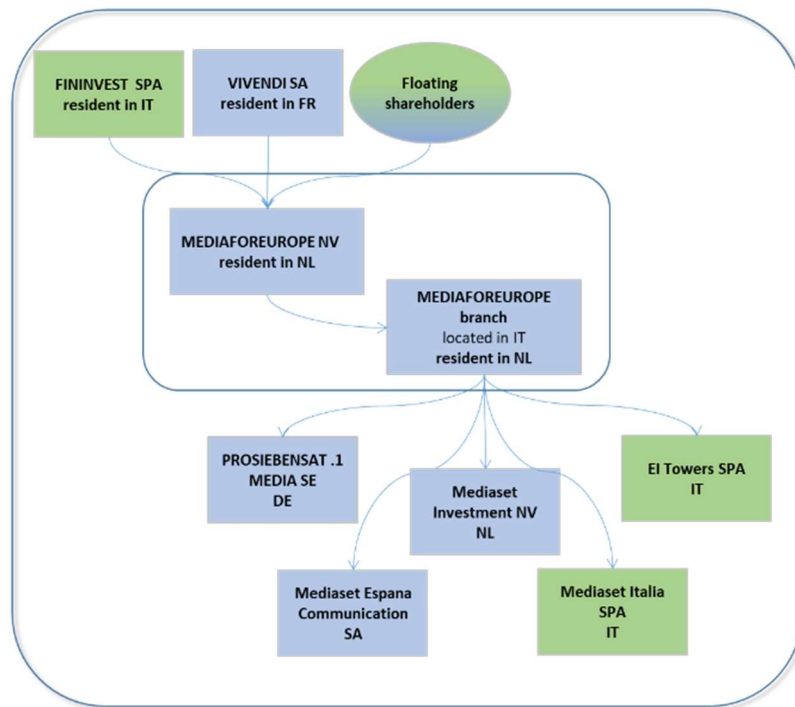 FININVEST SPA
resident in IT
VIVENDI SA
resident in FR
Floating
shareholders
MEDIAFOREUROPE NV
resident in NL
MEDIAFOREUROPE
branch
located in IT
resident in NL
PROSIEBENSAT .1
MEDIA SE
DE
Mediaset
Investment NV
NL
EI Towers SPA
IT
Mediaset Espana
Communication
SA
Mediaset Italia
SPA
IT